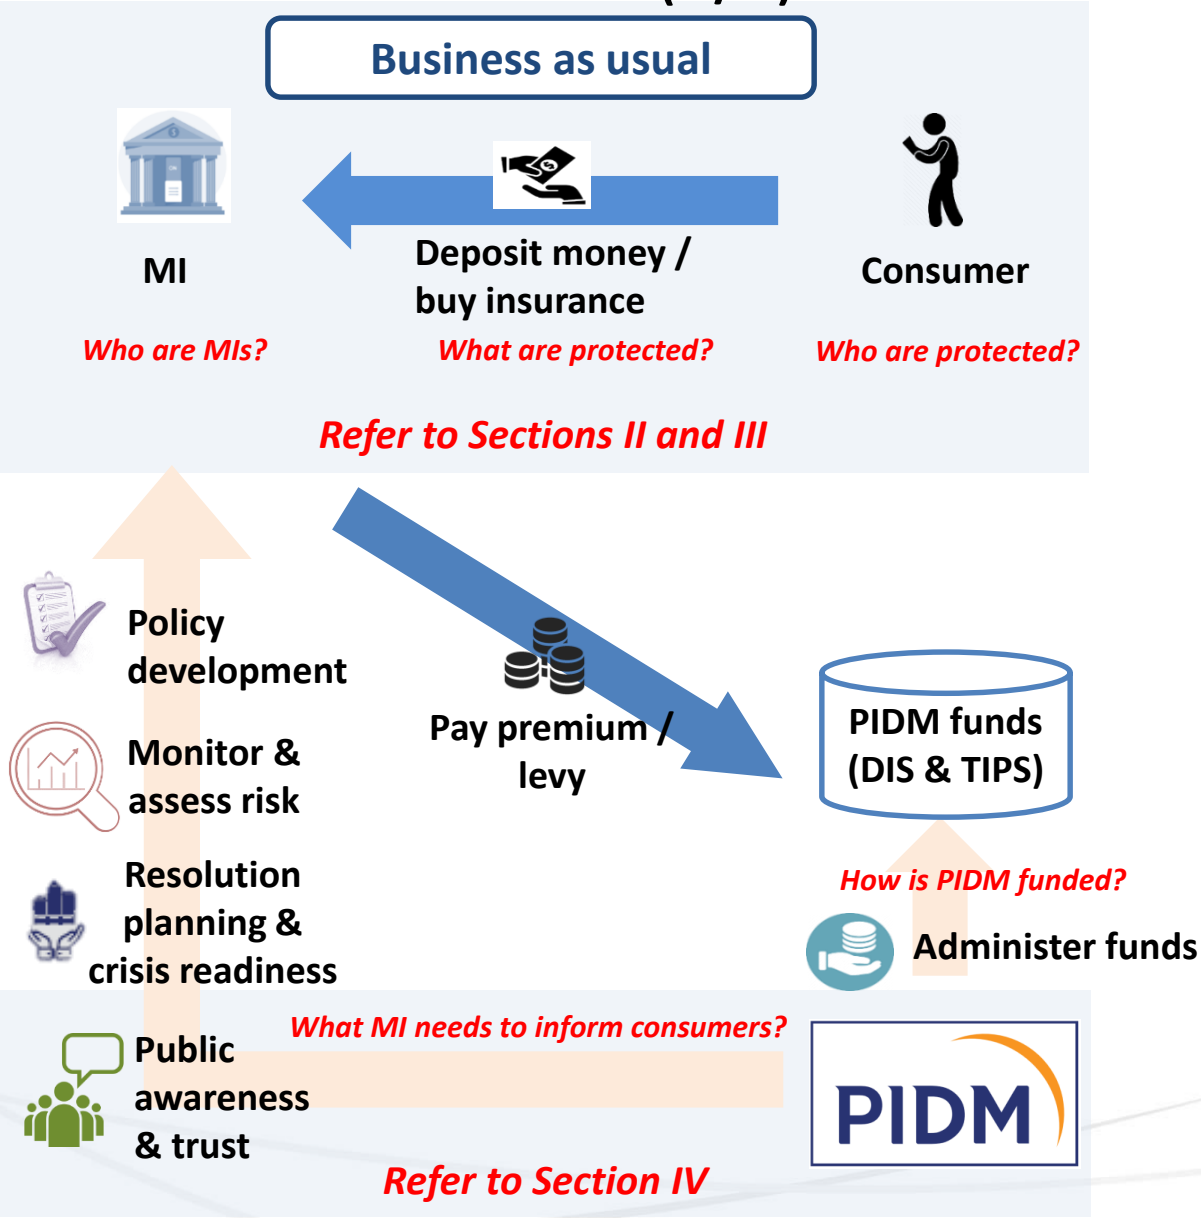 Business as usual
MI
Deposit money /
buy insurance
Consumer
Who are MIs?
What are protected?
Who are protected?
Refer to Sections II and III
Policy
development
Monitor &
assess risk
Resolution
planning &
crisis readiness
Public
awareness
& trust
Pay premium /
levy
PIDM funds
(DIS & TIPS)
How is PIDM funded?
Administer funds
What MI needs to inform consumers?
PIDM
Refer to Section IV